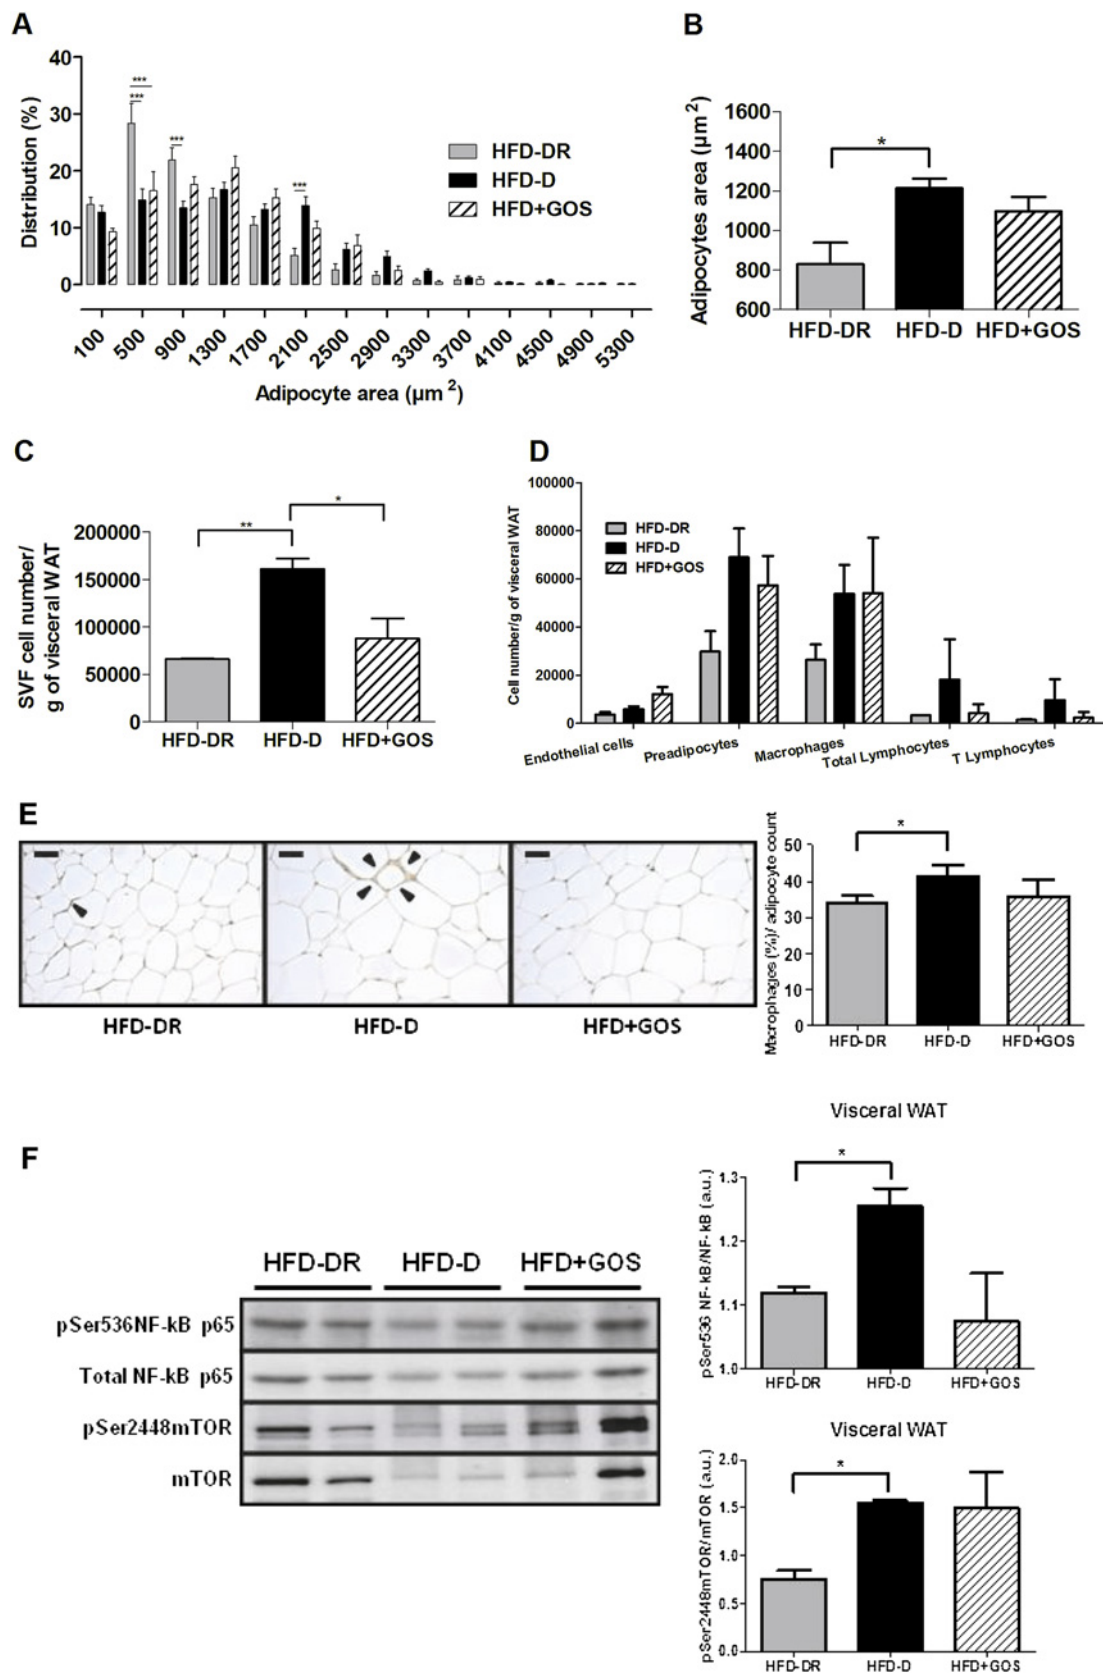 A
40
30
20
10
0
Distribution (%)
***
***
***
***
HFD-DR
HFD-D
HFD+GOS
100 500 900 1300 1700 2100 2500 2900 3300 3700 4100 4500 4900 5300
Adipocyte area (µm²)
B
Adipocytes area (µm²)
1600
1400
1200
1000
800
600
*
HFD-DR HFD-D HFD+GOS
C
SVF cell number/
g of visceral WAT
200000
150000
100000
50000
0
**
*
HFD-DR HFD-D HFD+GOS
D
Cell number/g of visceral WAT
100000
80000
60000
40000
20000
0
HFD-DR
HFD-D
HFD+GOS
Endothelial cells Preadipocytes Macrophages Total Lymphocytes T Lymphocytes
E
HFD-DR HFD-D HFD+GOS
Macrophages (%)/ adipocyte count
50
40
30
20
10
0
*
HFD-DR HFD-D HFD+GOS
F
HFD-DR HFD-D HFD+GOS
pSer536NF-kB p65
Total NF-kB p65
pSer2448mTOR
mTOR
Visceral WAT
pSer536 NF-kB/NF-kB (a.u.)
1.3
1.2
1.1
1.0
*
HFD-DR HFD-D HFD+GOS
Visceral WAT
pSer2448mTOR/mTOR (a.u.)
2.0
1.5
1.0
0.5
0.0
*
HFD-DR HFD-D HFD+GOS